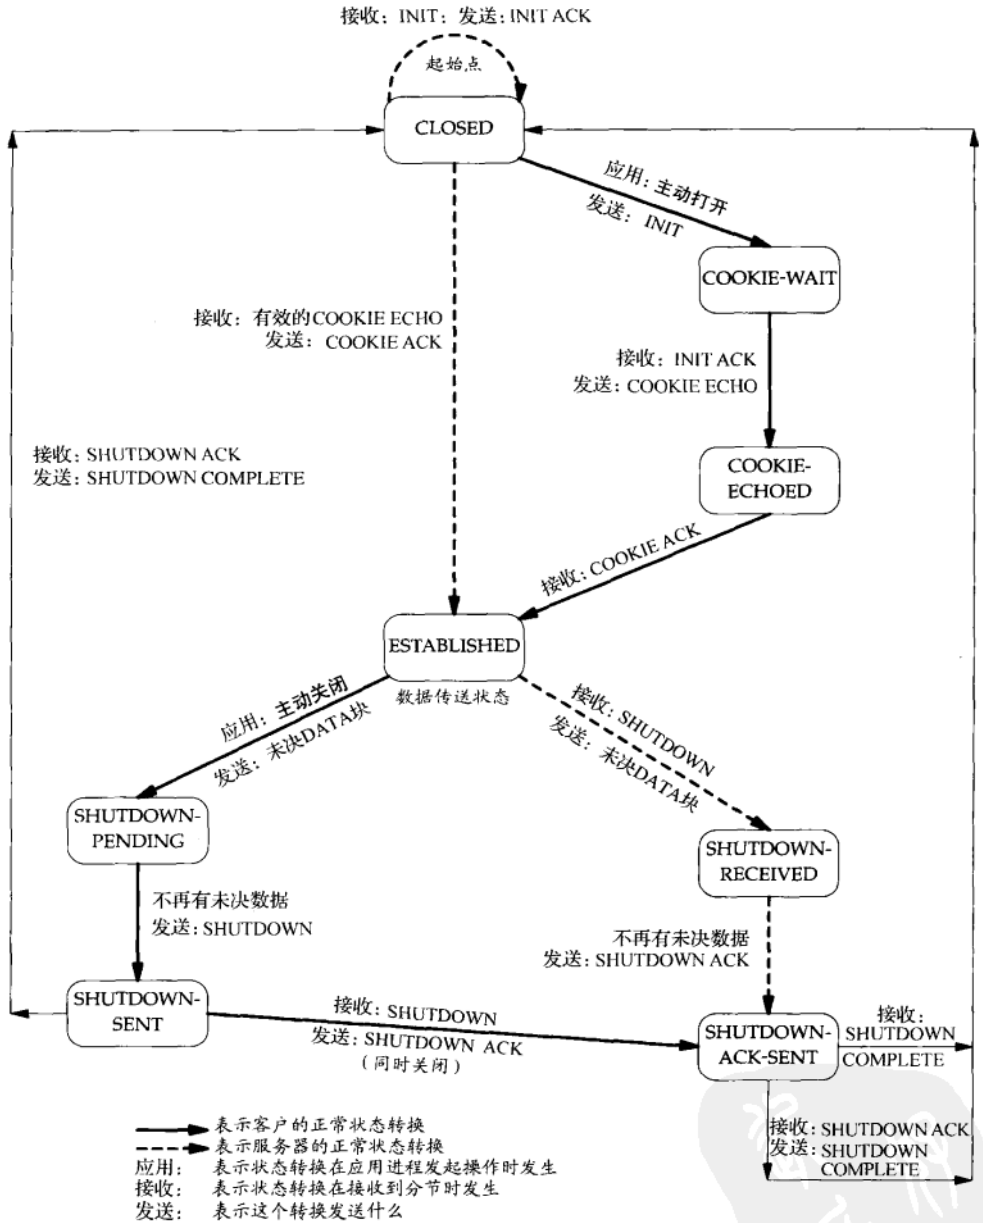 接收：INIT；发送：INIT ACK
起始点
CLOSED
应用：主动打开
发送：INIT
COOKIE-WAIT
接收：有效的COOKIE ECHO
发送：COOKIE ACK
接收：INIT ACK
发送：COOKIE ECHO
接收：SHUTDOWN ACK
发送：SHUTDOWN COMPLETE
COOKIE-
ECHOED
接收：COOKIE ACK
ESTABLISHED
数据传送状态
应用：主动关闭
发送：未决DATA块
接收：SHUTDOWN
发送：未决DATA块
SHUTDOWN-
PENDING
SHUTDOWN-
RECEIVED
不再有未决数据
发送：SHUTDOWN
不再有未决数据
发送：SHUTDOWN ACK
SHUTDOWN-
SENT
接收：SHUTDOWN
发送：SHUTDOWN ACK
（同时关闭）
SHUTDOWN-
ACK-SENT
接收：
SHUTDOWN
COMPLETE
接收：SHUTDOWN ACK
发送：SHUTDOWN
COMPLETE
表示客户的正常状态转换
表示服务器的正常状态转换
应用： 表示状态转换在应用进程发起操作时发生
接收： 表示状态转换在接收到分节时发生
发送： 表示这个转换发送什么